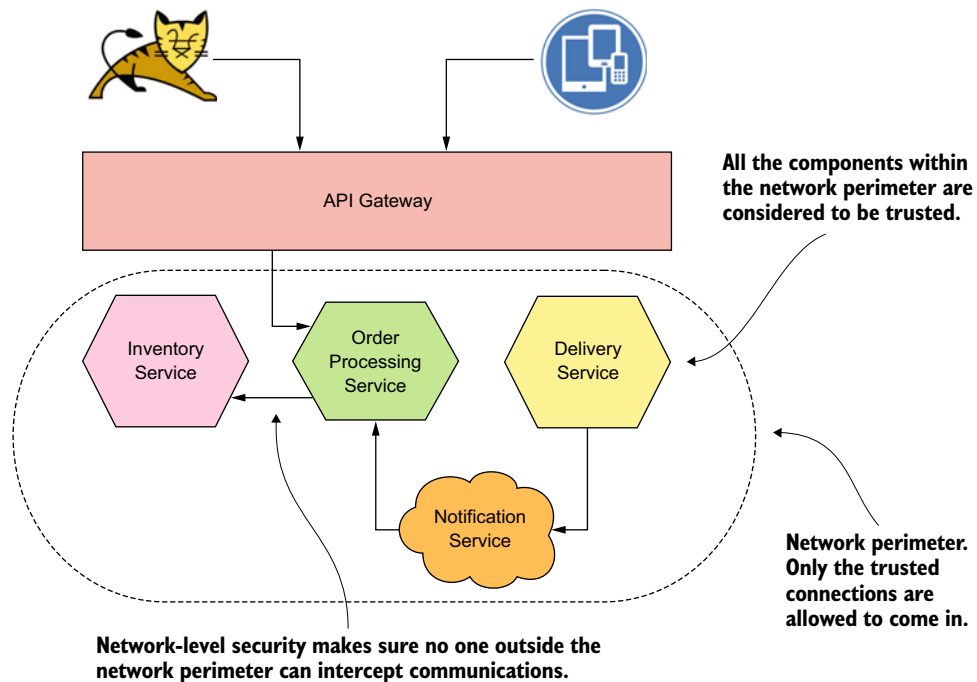 API Gateway
All the components within
the network perimeter are
considered to be trusted.
Inventory
Service
Order
Processing
Service
Delivery
Service
Notification
Service
Network perimeter.
Only the trusted
connections are
allowed to come in.
Network-level security makes sure no one outside the
network perimeter can intercept communications.